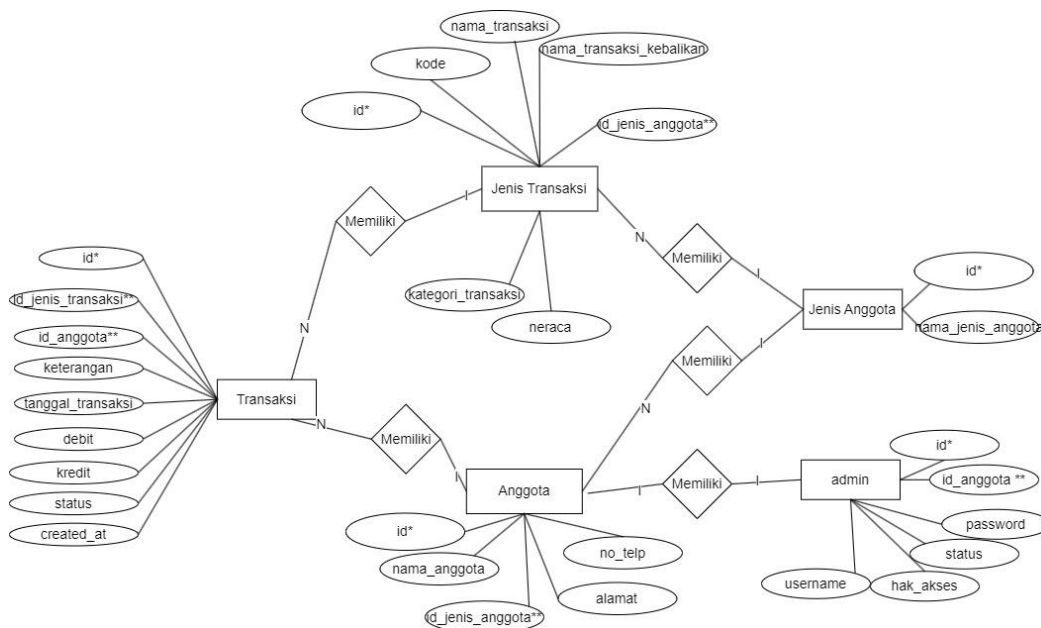 nama_transaksi
nama_transaksi_kebalikan
kode
id*
id_jenis_anggota**
Jenis Transaksi
I
Memiliki
N
Memiliki
I
kategori_transaksi
neraca
id*
Jenis Anggota
nama_jenis_anggota
id*
id_jenis_transaksi**
id_anggota**
keterangan
tanggal_transaksi
debit
kredit
status
created_at
N
Transaksi
N
Memiliki
I
I
Memiliki
N
Anggota
I
Memiliki
I
admin
id*
id_anggota **
password
status
hak_akses
username
id*
nama_anggota
id_jenis_anggota**
alamat
no_telp